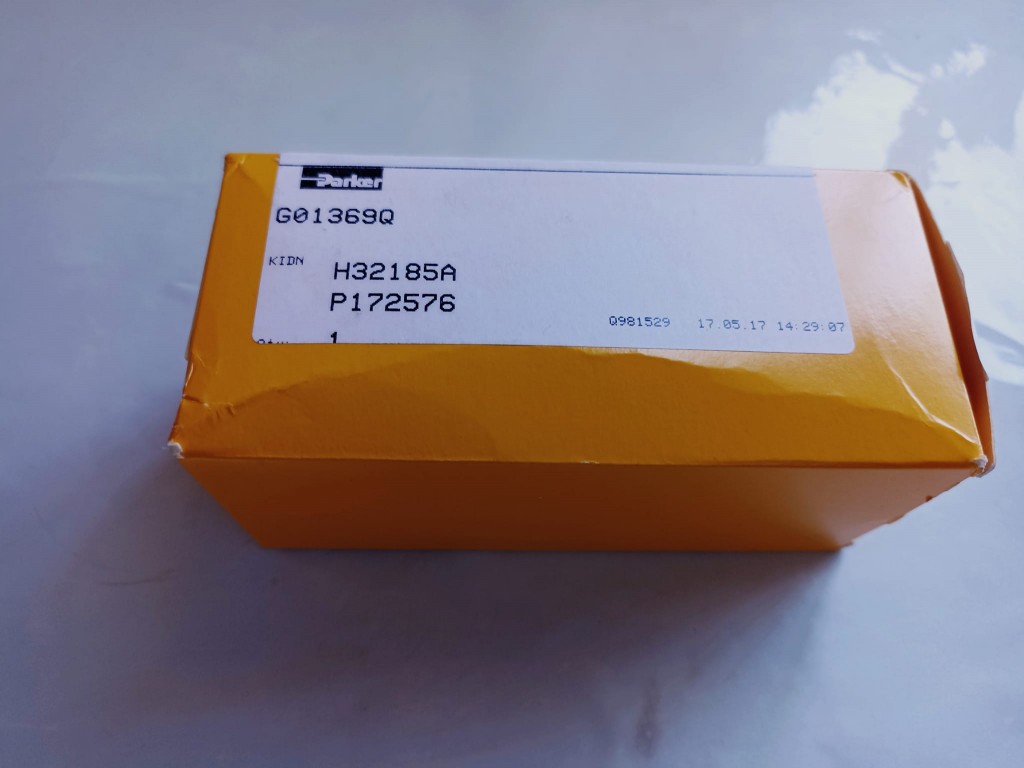 Parker
G01369Q
KIDN H32185A
P172576
1
Q981529 17.05.17 14:29:07